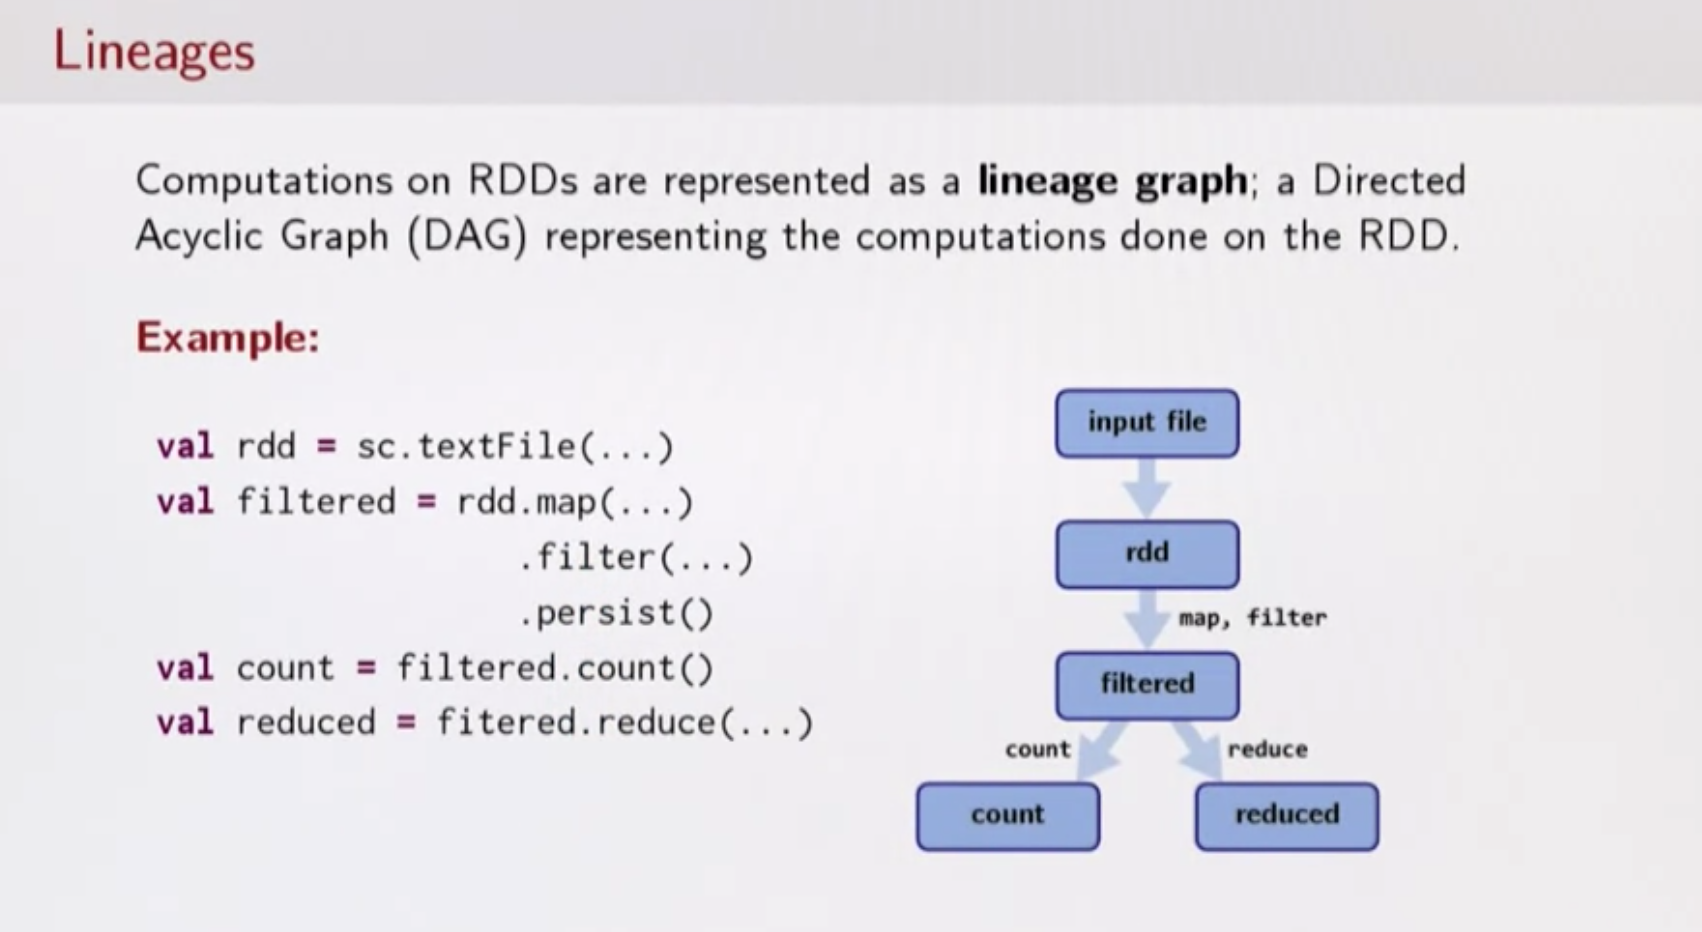 Lineages
Computations on RDDs are represented as a lineage graph; a Directed
Acyclic Graph (DAG) representing the computations done on the RDD.
Example:
val rdd = sc.textFile(...)
val filtered = rdd.map(...)
.filter(...)
.persist()
val count = filtered.count()
val reduced = fitered.reduce(...)
input file
rdd
map, filter
filtered
count
reduce
count
reduced